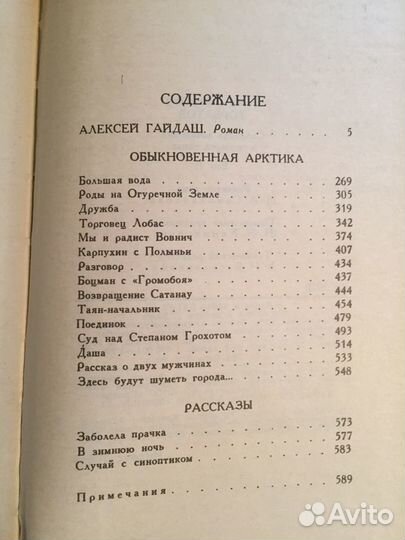 СОДЕРЖАНИЕ
АЛЕКСЕЙ ГАЙДАШ. Роман . . . . . . 5
ОБЫКНОВЕННАЯ АРКТИКА
Большая вода . . . . . . . . . . 269
Роды на Огуречной Земле . . . . . . . 305
Дружба . . . . . . . . . . . . 319
Торговец Лобас . . . . . . . . . . 342
Мы и радист Вовнич . . . . . . . . 374
Карпухин с Полыньи . . . . . . . . 407
Разговор . . . . . . . . . . . 434
Боцман с «Громобоя» . . . . . . . . 437
Возвращение Сатанау . . . . . . . . 444
Таян-начальник . . . . . . . . . . 454
Поединок . . . . . . . . . . . 479
Суд над Степаном Грохотом . . . . . . 493
Даша . . . . . . . . . . . . 514
Рассказ о двух мужчинах . . . . . . . 533
Здесь будут шуметь города... . . . . . . 548
РАССКАЗЫ
Заболела прачка . . . . . . . . . 573
В зимнюю ночь . . . . . . . . . . 577
Случай с синоптиком . . . . . . . . 583
Примечания . . . . . . . . . . 589
Avito